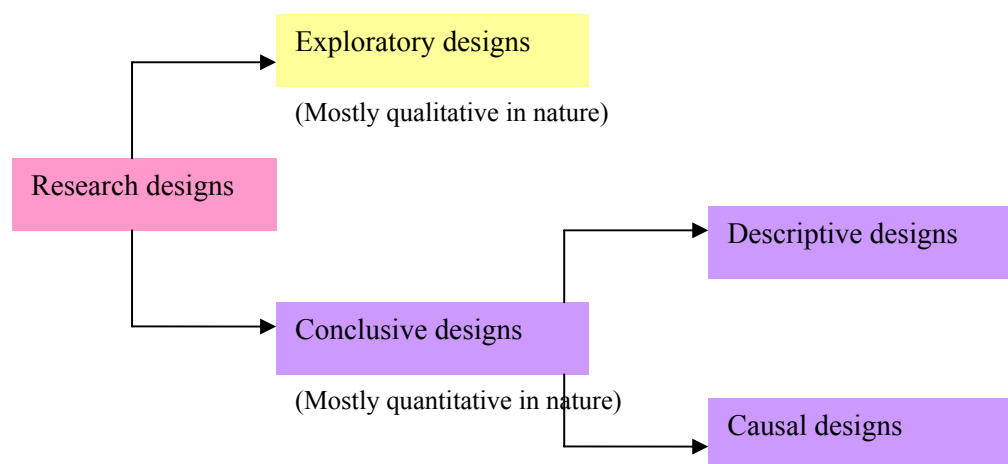 Exploratory designs
(Mostly qualitative in nature)
Research designs
Descriptive designs
Conclusive designs
(Mostly quantitative in nature)
Causal designs